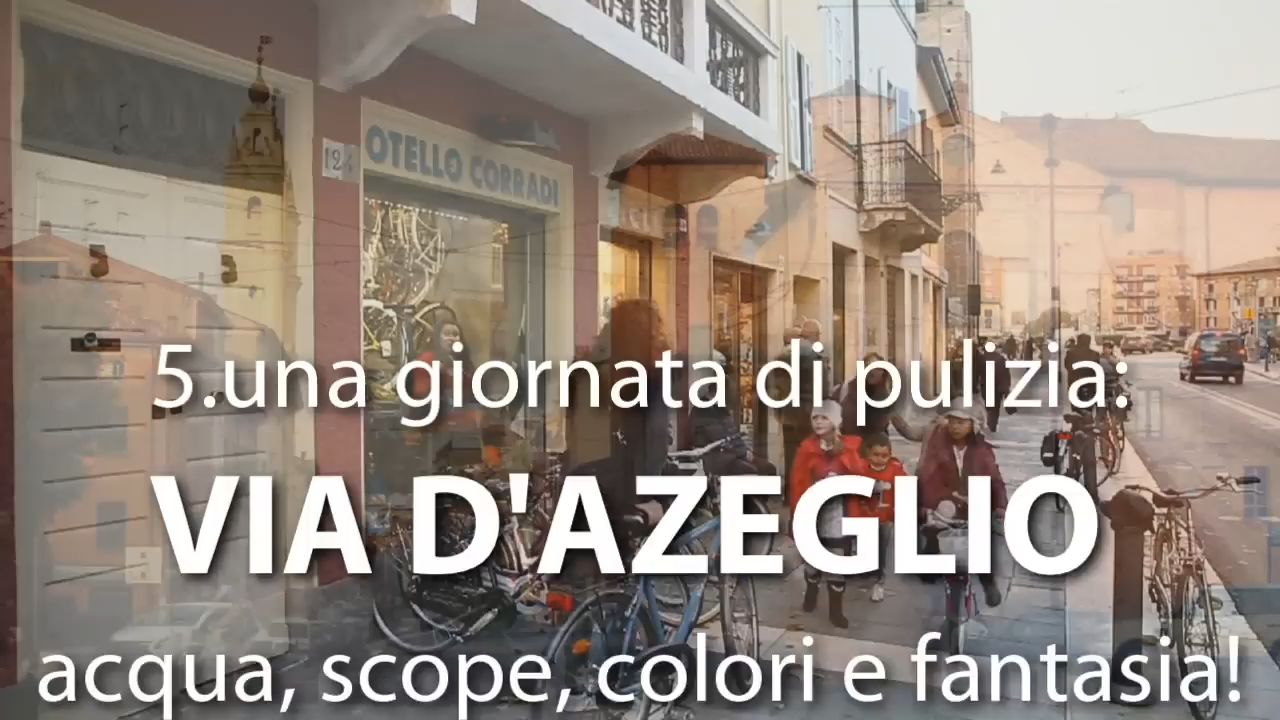 124
OTELLO CORRADI
5.una giornata di pulizia:
VIA D'AZEGLIO
acqua, scope, colori e fantasia!